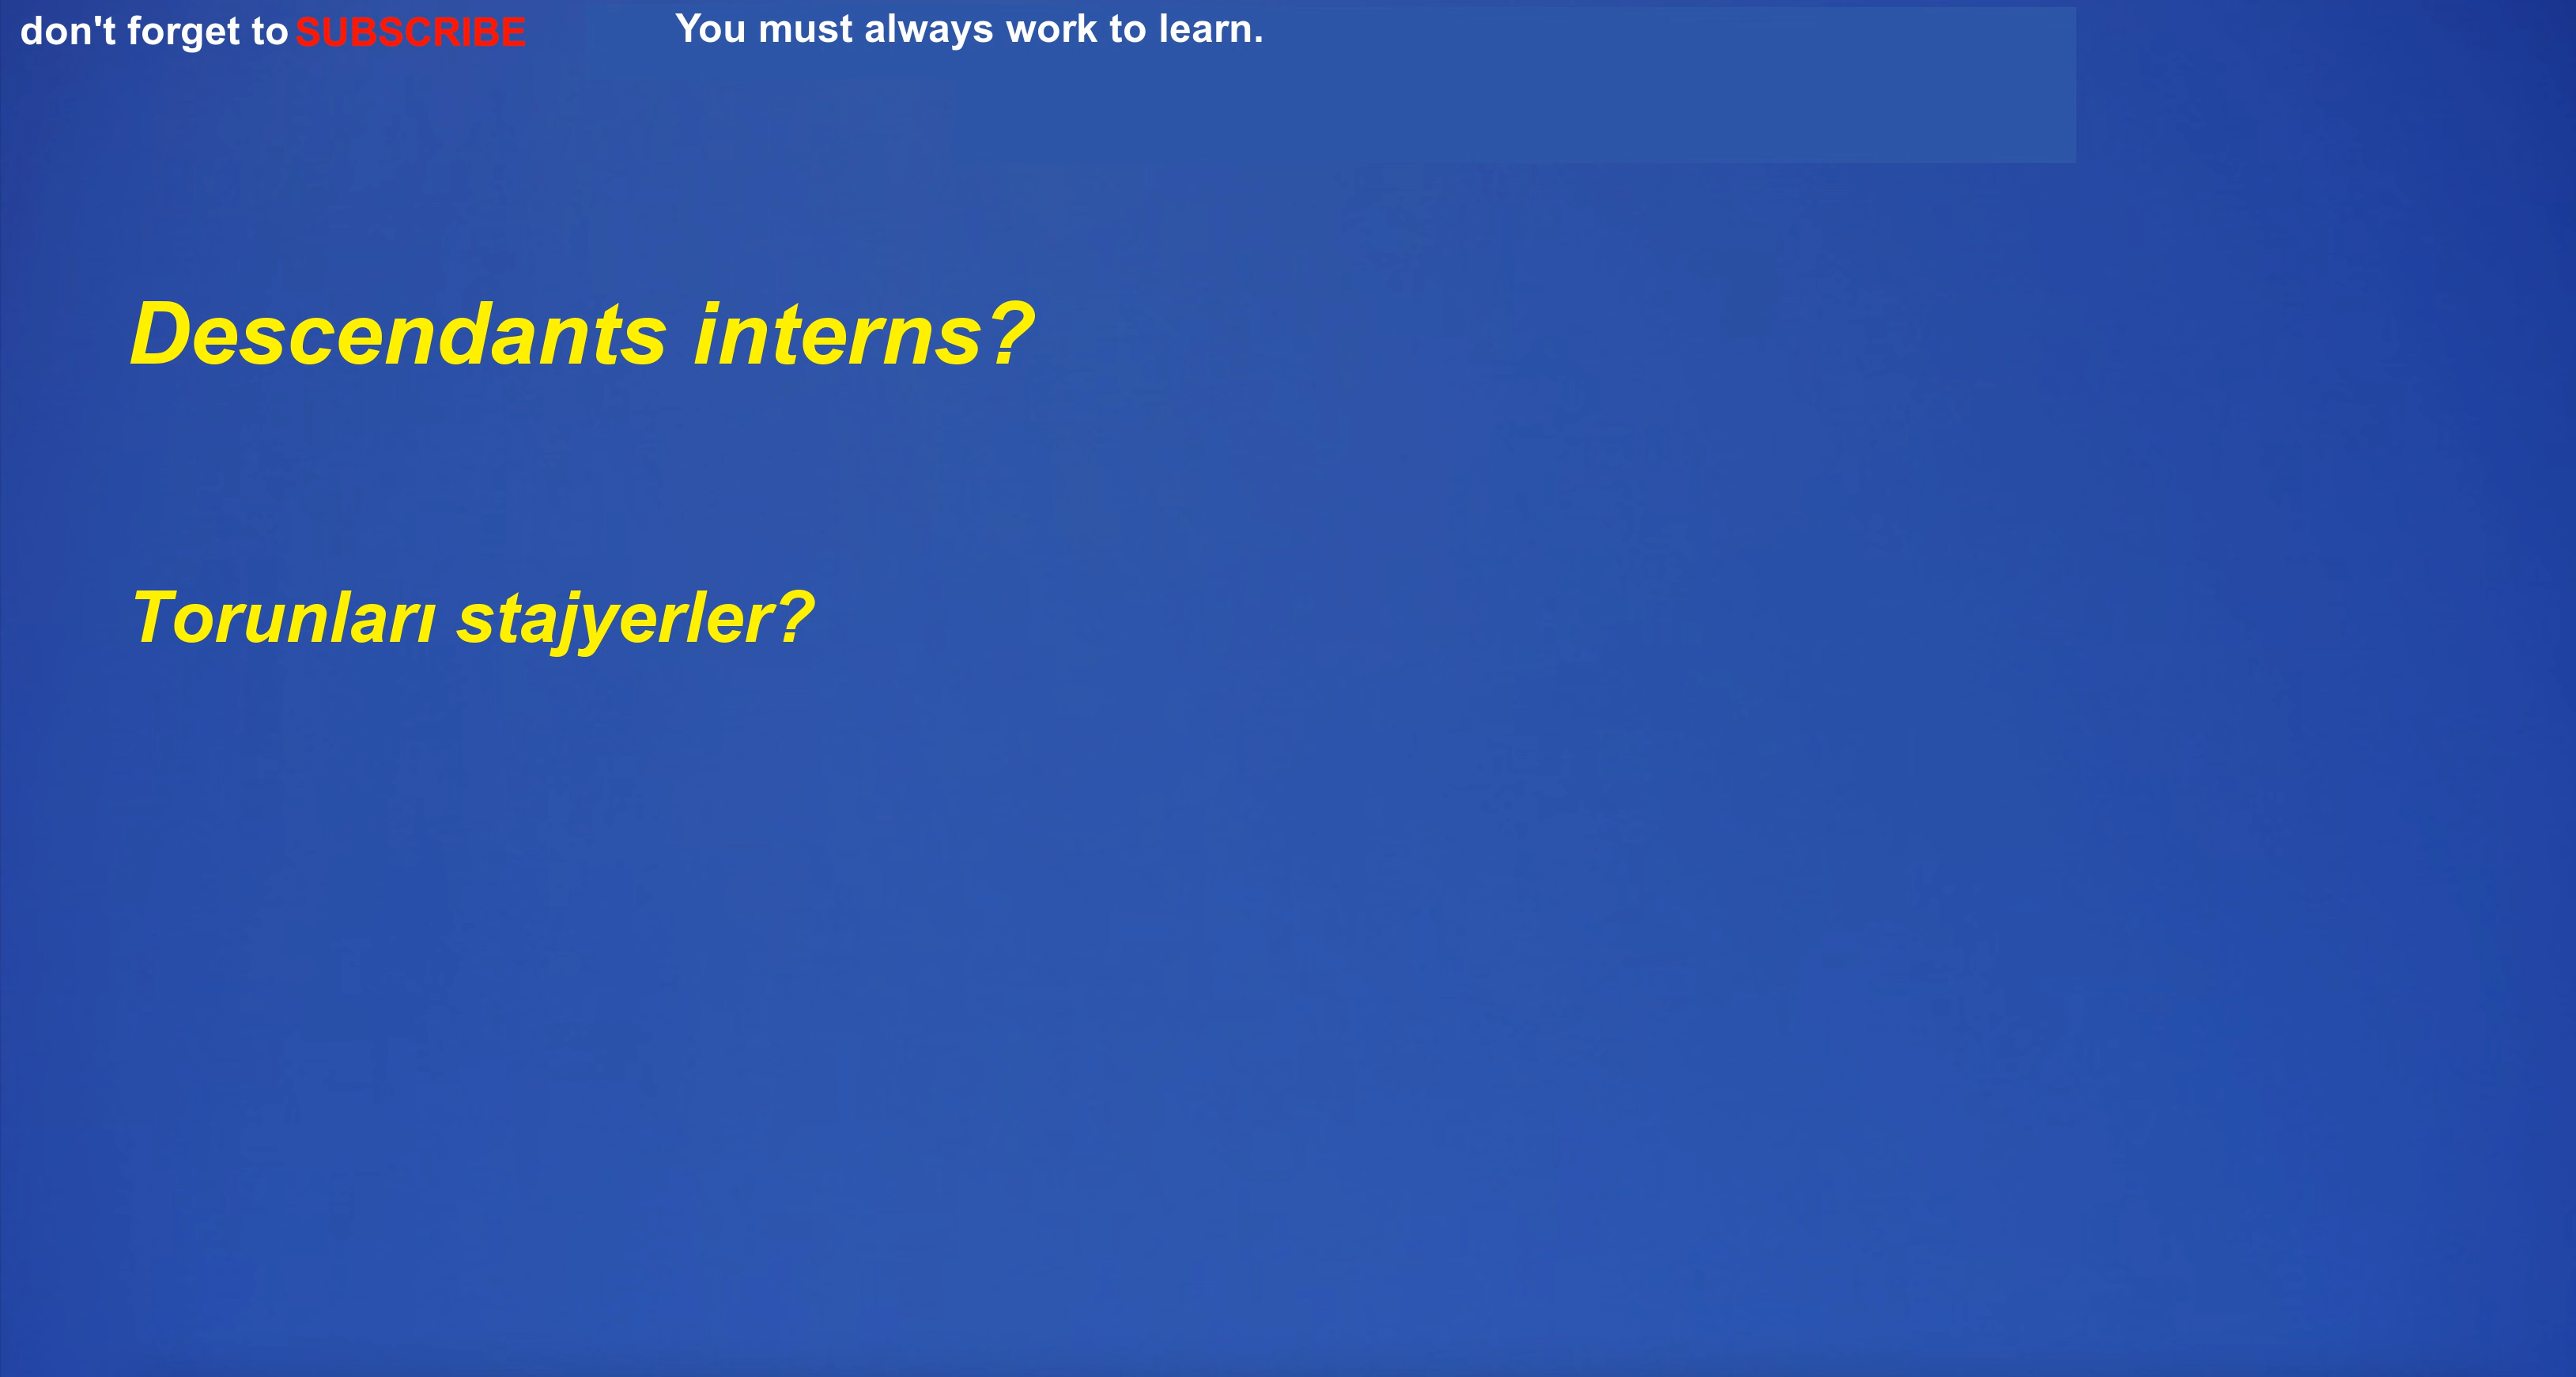 don't forget to SUBSCRIBE
You must always work to learn.
Descendants interns?
Torunları stajyerler?